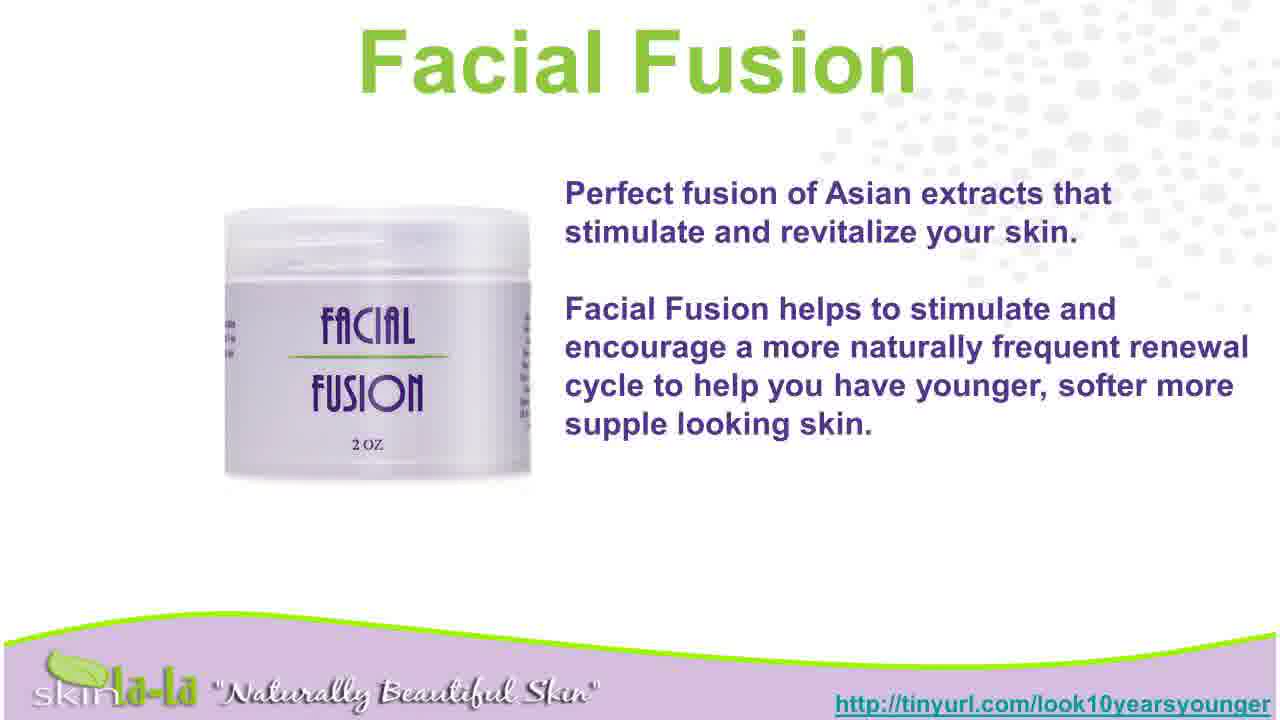 Facial Fusion
Perfect fusion of Asian extracts that
stimulate and revitalize your skin.
Facial Fusion helps to stimulate and
encourage a more naturally frequent renewal
cycle to help you have younger, softer more
supple looking skin.
FACIAL
FUSION
2 OZ
skin la-la "Naturally Beautiful Skin"
http://tinyurl.com/look10yearsyounger